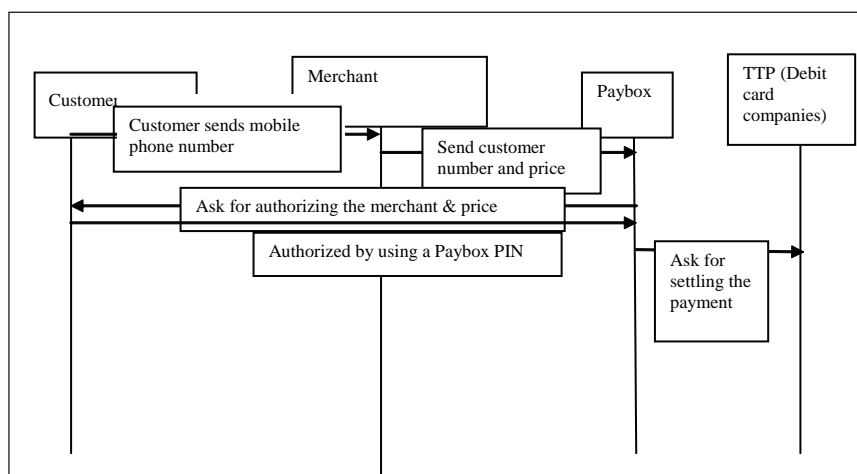 Customer
Merchant
Paybox
TTP (Debit
card
companies)
Customer sends mobile
phone number
Send customer
number and price
Ask for authorizing the merchant & price
Authorized by using a Paybox PIN
Ask for
settling the
payment